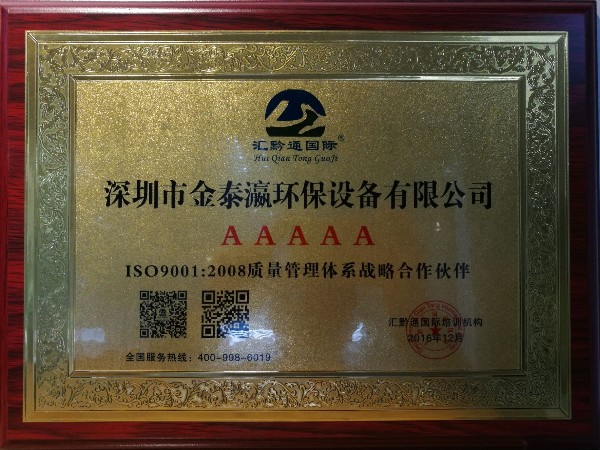 汇黔通国际®
Hui Qian Tong Guoji
深圳市金泰瀛环保设备有限公司
AAAAA
ISO9001:2008质量管理体系战略合作伙伴
汇黔通国际培训机构
2016年12月
全国服务热线：400-998-6019